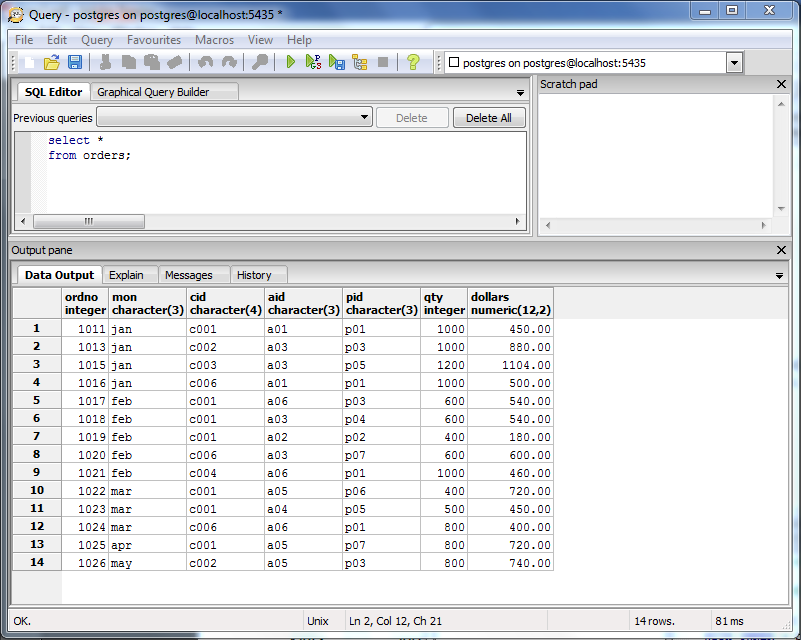 Query - postgres on postgres@localhost:5435 *
File Edit Query Favourites Macros View Help
postgres on postgres@localhost:5435
SQL Editor Graphical Query Builder
Scratch pad
Previous queries Delete Delete All
select *
from orders;
Output pane
Data Output Explain Messages History
ordno mon cid aid pid qty dollars
integer character(3) character(4) character(3) character(3) integer numeric(12,2)
1 1011 jan c001 a01 p01 1000 450.00
2 1013 jan c002 a03 p03 1000 880.00
3 1015 jan c003 a03 p05 1200 1104.00
4 1016 jan c006 a01 p01 1000 500.00
5 1017 feb c001 a06 p03 600 540.00
6 1018 feb c001 a03 p04 600 540.00
7 1019 feb c001 a02 p02 400 180.00
8 1020 feb c006 a03 p07 600 600.00
9 1021 feb c004 a06 p01 1000 460.00
10 1022 mar c001 a05 p06 400 720.00
11 1023 mar c001 a04 p05 500 450.00
12 1024 mar c006 a06 p01 800 400.00
13 1025 apr c001 a05 p07 800 720.00
14 1026 may c002 a05 p03 800 740.00
OK. Unix Ln 2, Col 12, Ch 21 14 rows. 81 ms